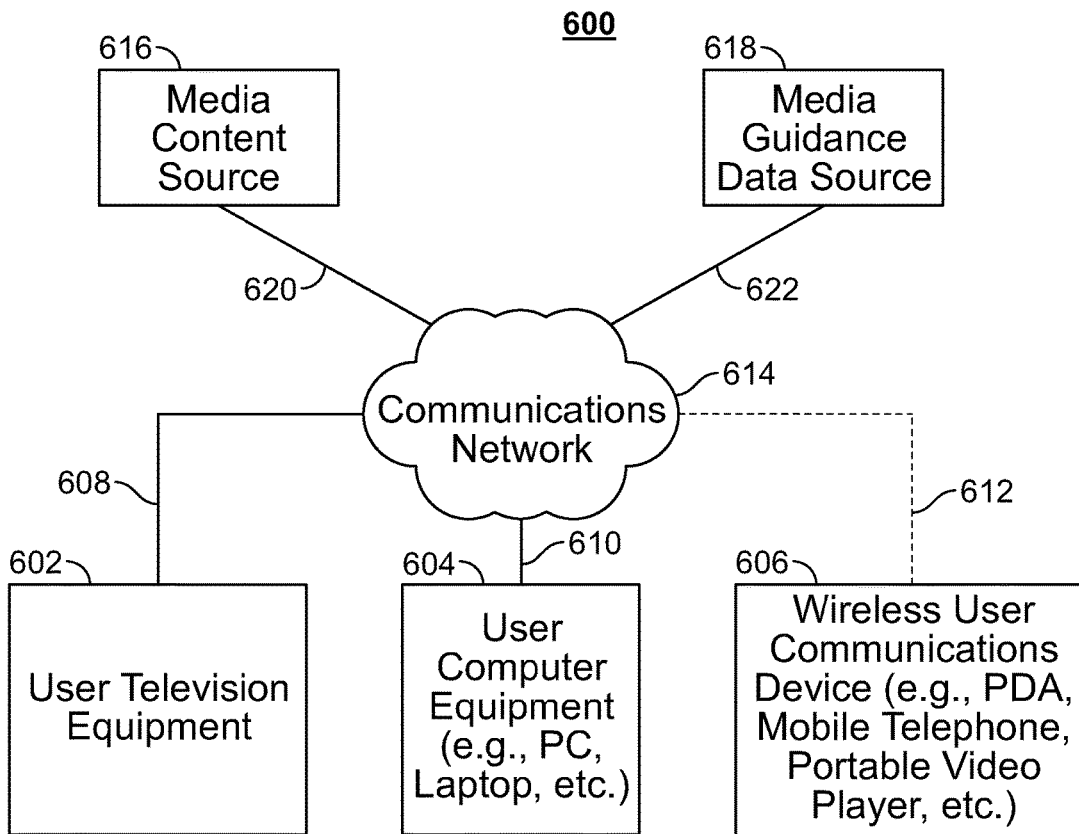 600
616
Media
Content
Source
618
Media
Guidance
Data Source
620
622
614
Communications
Network
608
612
610
602
User Television
Equipment
604
User
Computer
Equipment
(e.g., PC,
Laptop, etc.)
606
Wireless User
Communications
Device (e.g., PDA,
Mobile Telephone,
Portable Video
Player, etc.)